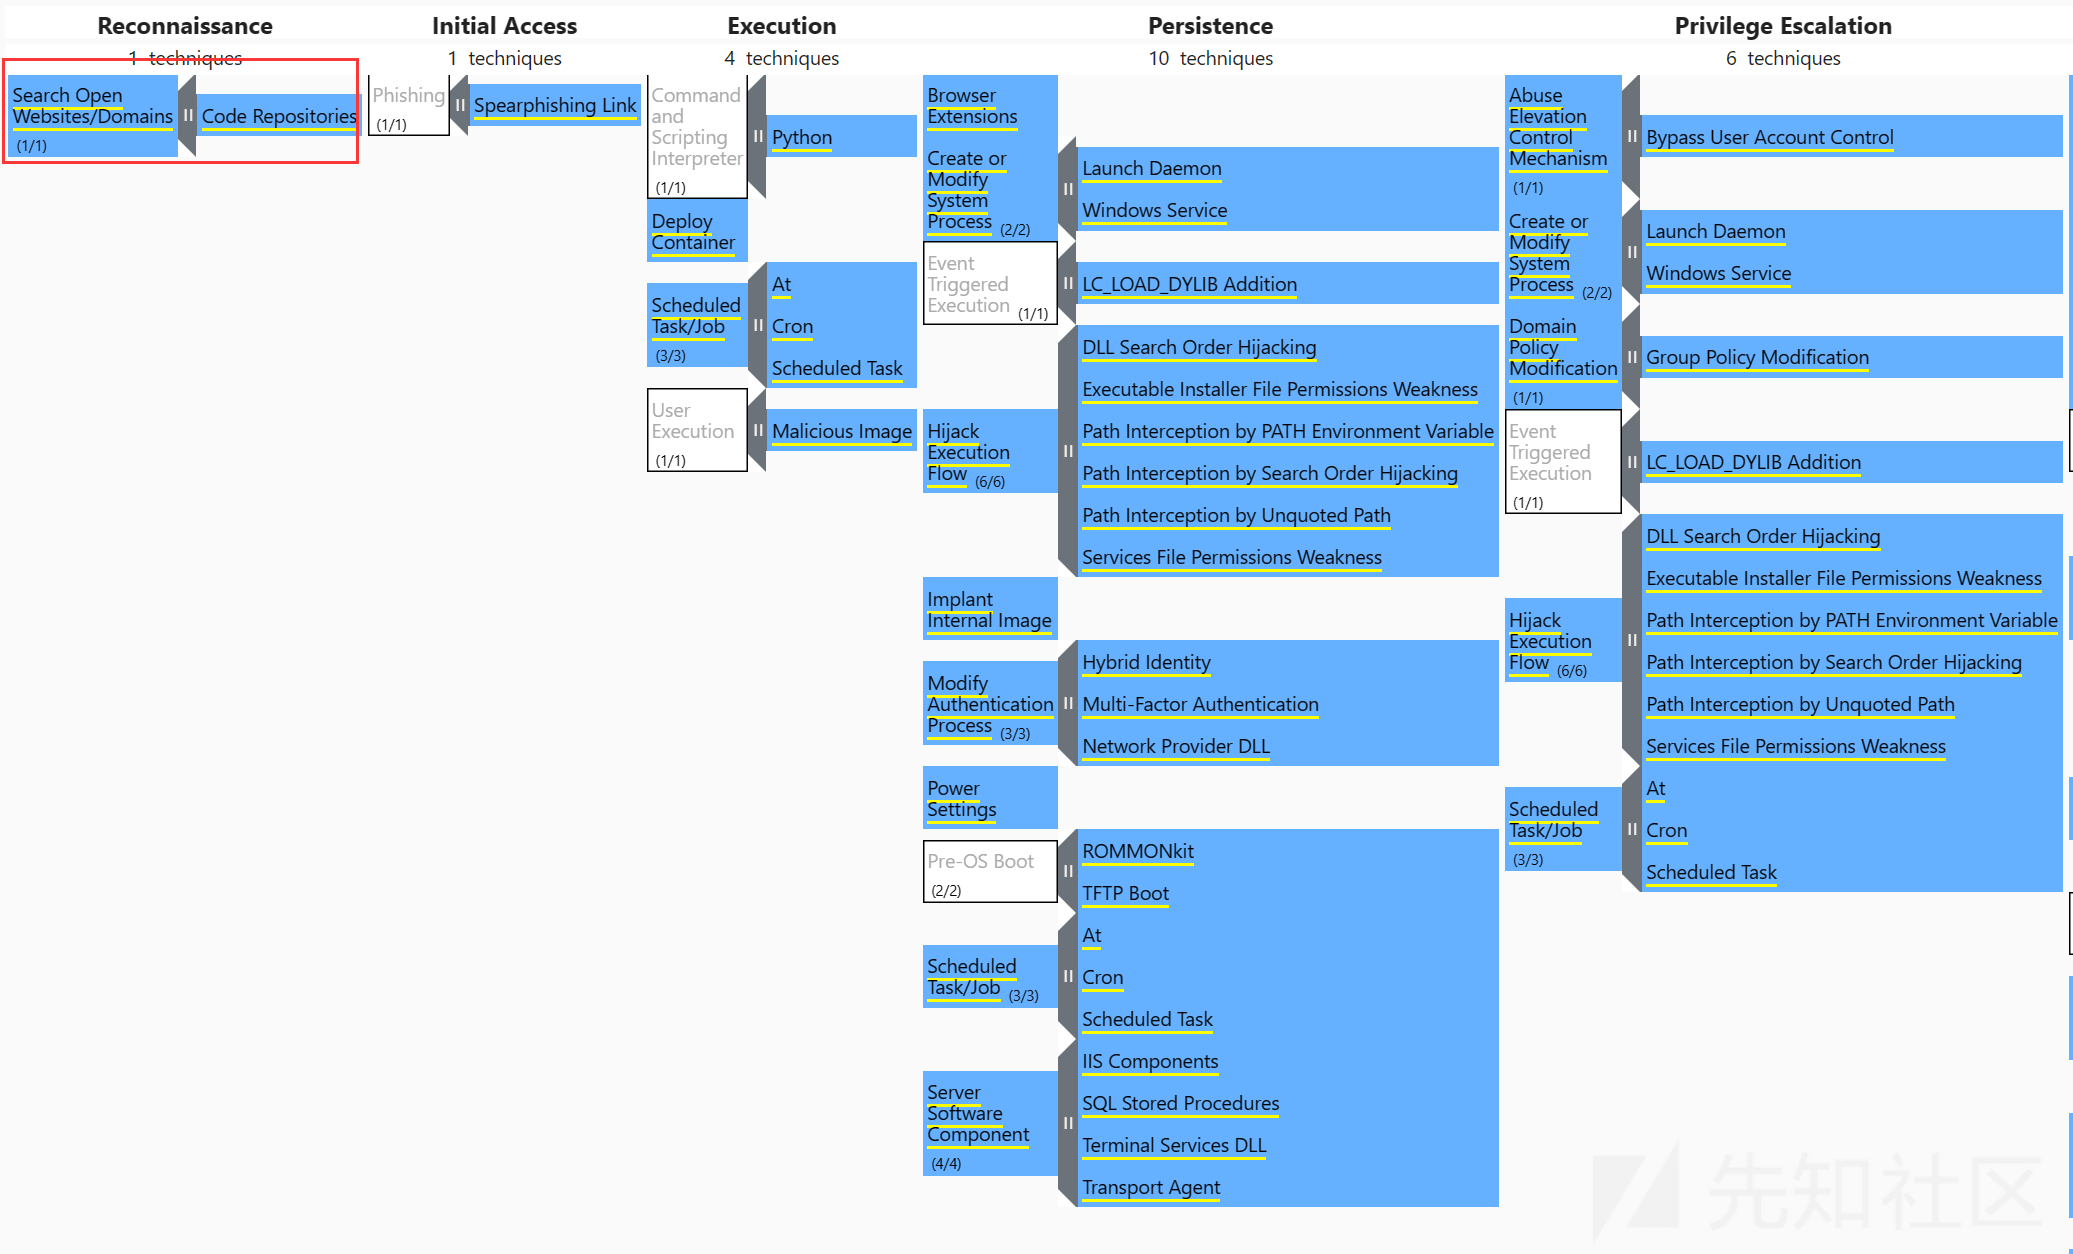 Reconnaissance
1 techniques
Search Open
Websites/Domains
(1/1)
Code Repositories
Initial Access
1 techniques
Phishing
(1/1)
Spearphishing Link
Execution
4 techniques
Command
and
Scripting
Interpreter
(1/1)
Python
Deploy
Container
Scheduled
Task/Job
(3/3)
At
Cron
Scheduled Task
User
Execution
(1/1)
Malicious Image
Persistence
10 techniques
Browser
Extensions
Create or
Modify
System
Process (2/2)
Launch Daemon
Windows Service
Event
Triggered
Execution (1/1)
LC_LOAD_DYLIB Addition
Hijack
Execution
Flow (6/6)
DLL Search Order Hijacking
Executable Installer File Permissions Weakness
Path Interception by PATH Environment Variable
Path Interception by Search Order Hijacking
Path Interception by Unquoted Path
Services File Permissions Weakness
Implant
Internal Image
Modify
Authentication
Process (3/3)
Hybrid Identity
Multi-Factor Authentication
Network Provider DLL
Power
Settings
Pre-OS Boot
(2/2)
ROMMONkit
TFTP Boot
Scheduled
Task/Job (3/3)
At
Cron
Scheduled Task
Server
Software
Component
(4/4)
IIS Components
SQL Stored Procedures
Terminal Services DLL
Transport Agent
Privilege Escalation
6 techniques
Abuse
Elevation
Control
Mechanism
(1/1)
Bypass User Account Control
Create or
Modify
System
Process (2/2)
Launch Daemon
Windows Service
Domain
Policy
Modification
(1/1)
Group Policy Modification
Event
Triggered
Execution
(1/1)
LC_LOAD_DYLIB Addition
Hijack
Execution
Flow (6/6)
DLL Search Order Hijacking
Executable Installer File Permissions Weakness
Path Interception by PATH Environment Variable
Path Interception by Search Order Hijacking
Path Interception by Unquoted Path
Services File Permissions Weakness
Scheduled
Task/Job
(3/3)
At
Cron
Scheduled Task
先知社区